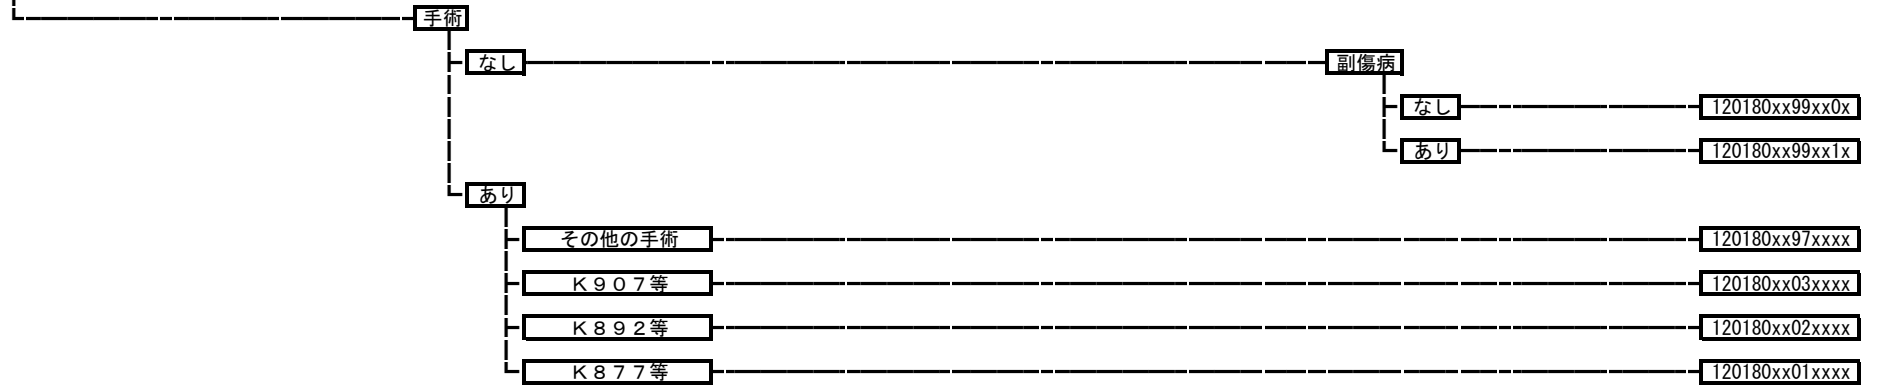 手術
なし 副傷病
なし 120180xx99xx0x
あり 120180xx99xx1x
あり
その他の手術 120180xx97xxxx
K907等 120180xx03xxxx
K892等 120180xx02xxxx
K877等 120180xx01xxxx